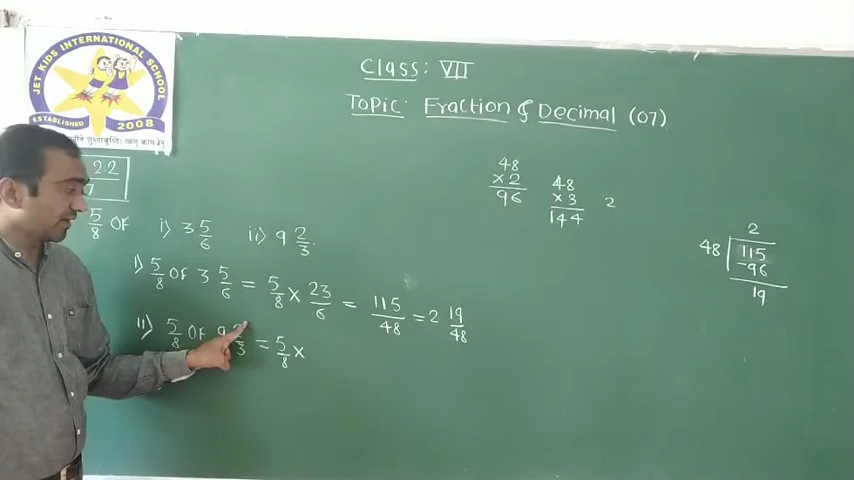 JET KIDS INTERNATIONAL SCHOOL
ESTABLISHED
2008
Class: VII
Topic: Fraction & Decimal (07)
2.2
7
5/8 OF i) 3 5/6 ii) 9 2/3.
i) 5/8 OF 3 5/6 = 5/8 × 23/6 = 115/48 = 2 19/48
ii) 5/8 OF 9 2/3 = 5/8 ×
48
×2
96
48
×3
144
2
2
48 115
-96
19